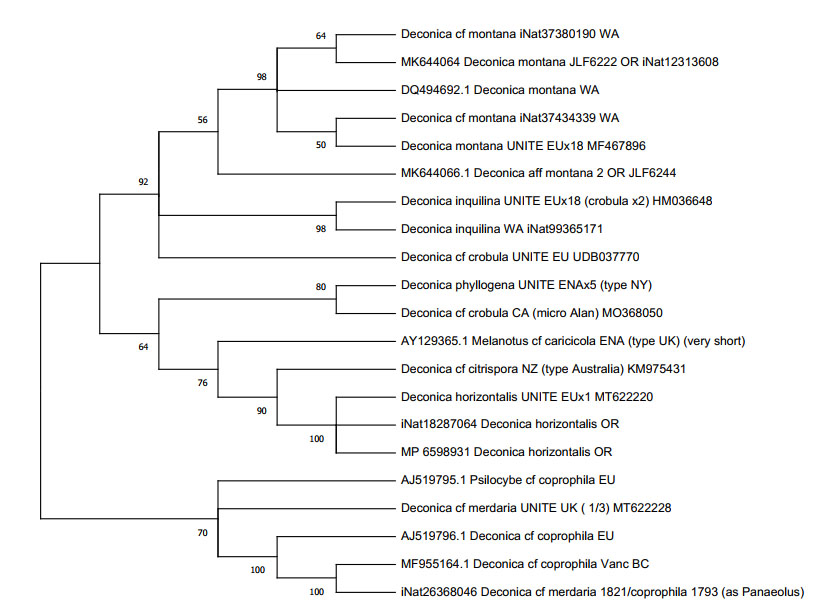 64
Deconica cf montana iNat37380190 WA
MK644064 Deconica montana JLF6222 OR iNat12313608
98
DQ494692.1 Deconica montana WA
56
Deconica cf montana iNat37434339 WA
50
Deconica montana UNITE EUx18 MF467896
MK644066.1 Deconica aff montana 2 OR JLF6244
92
Deconica inquilina UNITE EUx18 (crobula x2) HM036648
98
Deconica inquilina WA iNat99365171
Deconica cf crobula UNITE EU UDB037770
80
Deconica phyllogena UNITE ENAx5 (type NY)
Deconica cf crobula CA (micro Alan) MO368050
64
AY129365.1 Melanotus cf caricicola ENA (type UK) (very short)
76
Deconica cf citrispora NZ (type Australia) KM975431
90
Deconica horizontalis UNITE EUx1 MT622220
iNat18287064 Deconica horizontalis OR
100
MP 6598931 Deconica horizontalis OR
AJ519795.1 Psilocybe cf coprophila EU
Deconica cf merdaria UNITE UK ( 1/3) MT622228
70
AJ519796.1 Deconica cf coprophila EU
100
MF955164.1 Deconica cf coprophila Vanc BC
100
iNat26368046 Deconica cf merdaria 1821/coprophila 1793 (as Panaeolus)